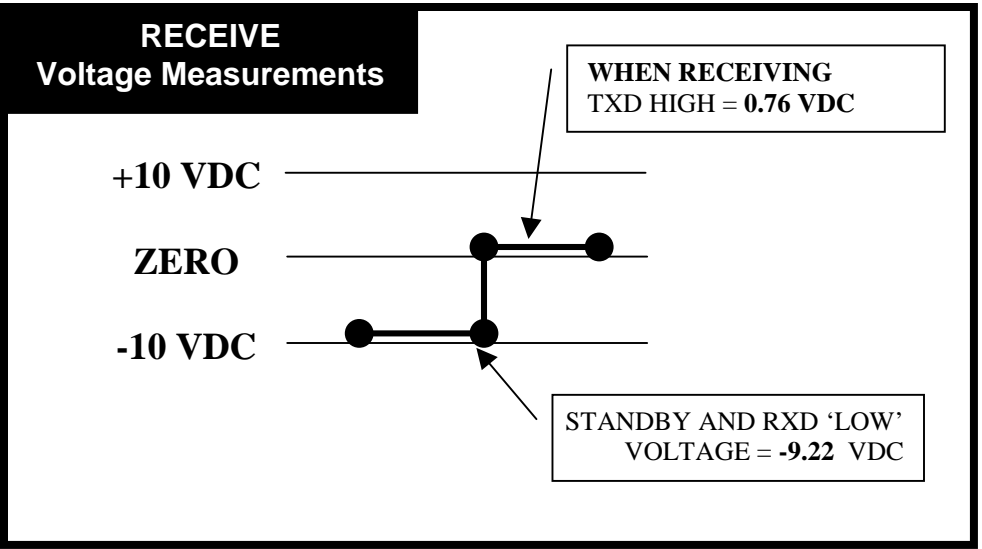 RECEIVE
Voltage Measurements
WHEN RECEIVING
TXD HIGH = 0.76 VDC
+10 VDC
ZERO
-10 VDC
STANDBY AND RXD ‘LOW’
VOLTAGE = -9.22 VDC